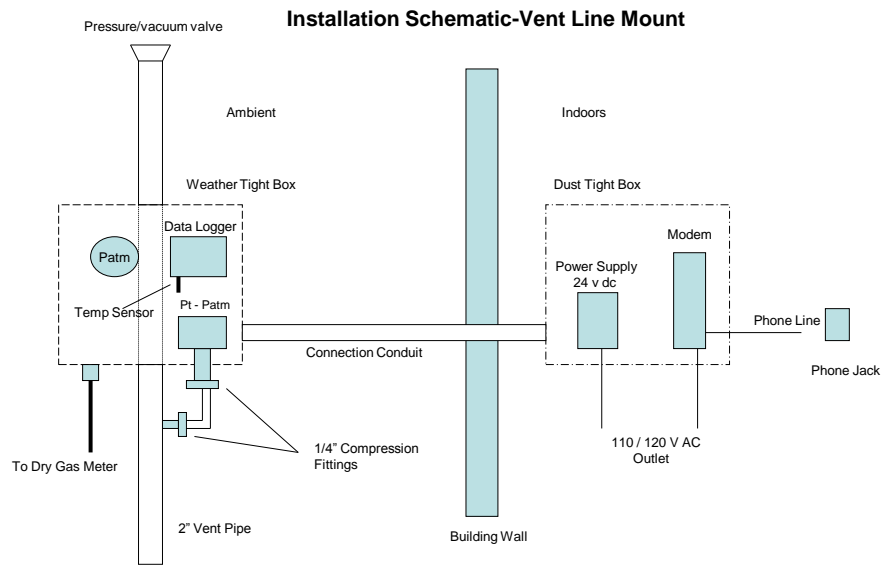 Installation Schematic-Vent Line Mount
Pressure/vacuum valve
Ambient
Indoors
Weather Tight Box
Dust Tight Box
Data Logger
Modem
Patm
Power Supply
24 v dc
Temp Sensor
Pt - Patm
Phone Line
Connection Conduit
Phone Jack
1/4” Compression
Fittings
110 / 120 V AC
Outlet
To Dry Gas Meter
2” Vent Pipe
Building Wall